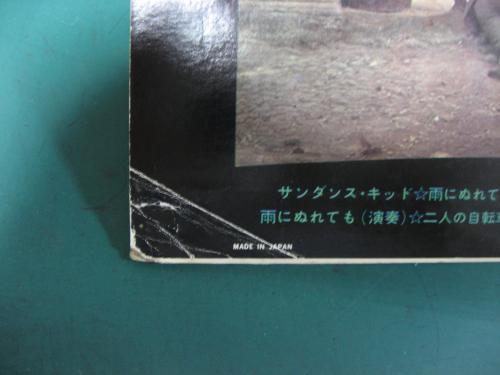 サンダンス・キッド☆雨にぬれて
雨にぬれても(演奏)☆二人の自転
MADE IN JAPAN